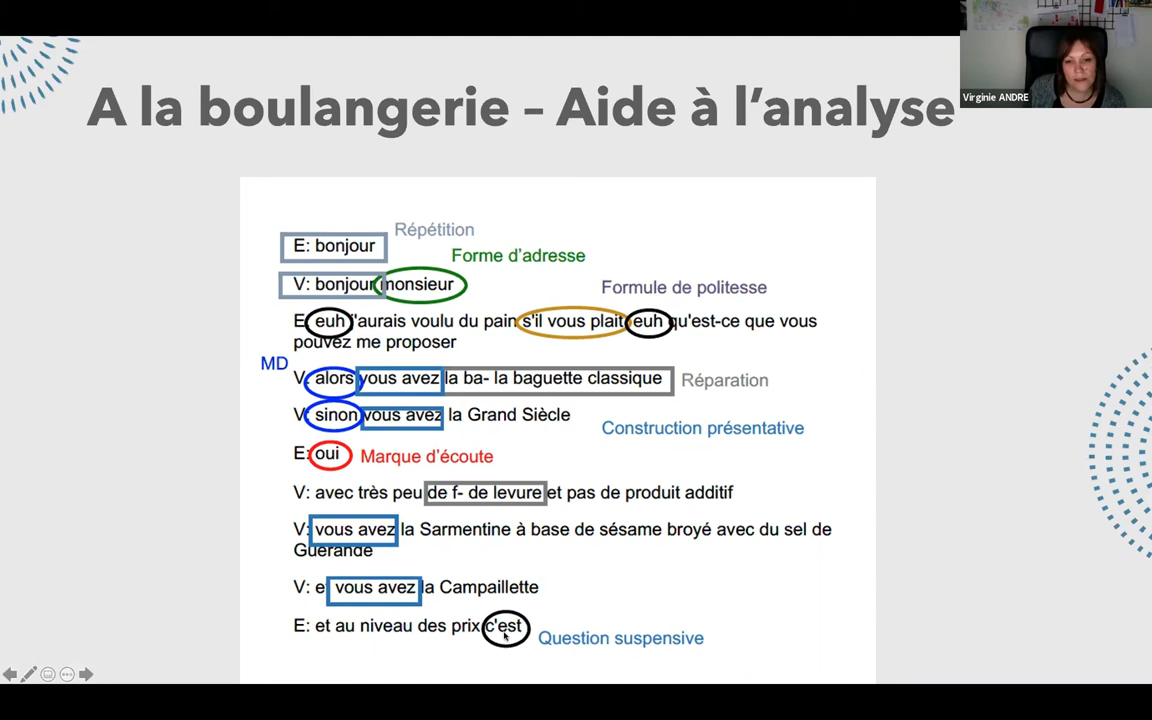 Virginie ANDRE
A la boulangerie – Aide à l’analyse
Répétition
E: bonjour
Forme d’adresse
V: bonjour monsieur
Formule de politesse
E: euh j'aurais voulu du pain s'il vous plait euh qu'est-ce que vous
pouvez me proposer
MD
V: alors vous avez la ba- la baguette classique Réparation
V: sinon vous avez la Grand Siècle
Construction présentative
E: oui Marque d’écoute
V: avec très peu de f- de levure et pas de produit additif
V: vous avez la Sarmentine à base de sésame broyé avec du sel de
Guérande
V: et vous avez la Campaillette
E: et au niveau des prix c'est
Question suspensive